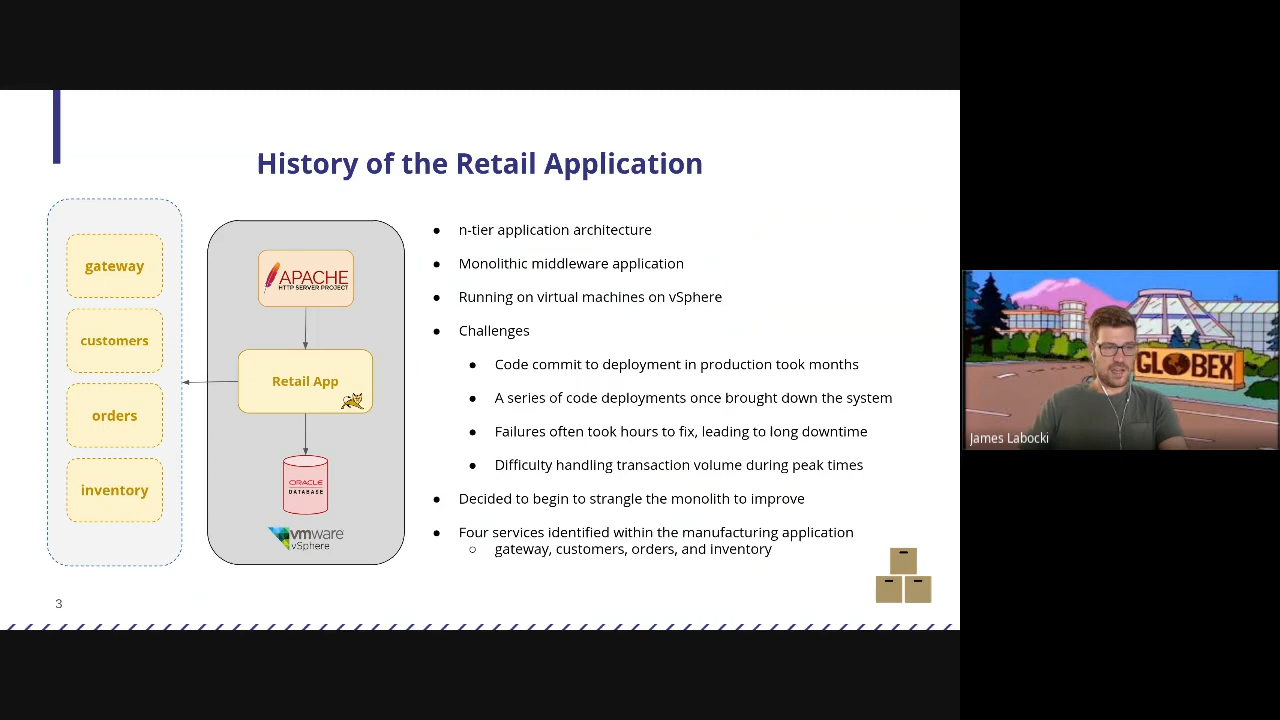 History of the Retail Application
gateway
customers
orders
inventory
APACHE
HTTP SERVER PROJECT
Retail App
ORACLE
DATABASE
vmware
vSphere
● n-tier application architecture
● Monolithic middleware application
● Running on virtual machines on vSphere
● Challenges
● Code commit to deployment in production took months
● A series of code deployments once brought down the system
● Failures often took hours to fix, leading to long downtime
● Difficulty handling transaction volume during peak times
● Decided to begin to strangle the monolith to improve
● Four services identified within the manufacturing application
○ gateway, customers, orders, and inventory
3
GLOBEX
James Labocki